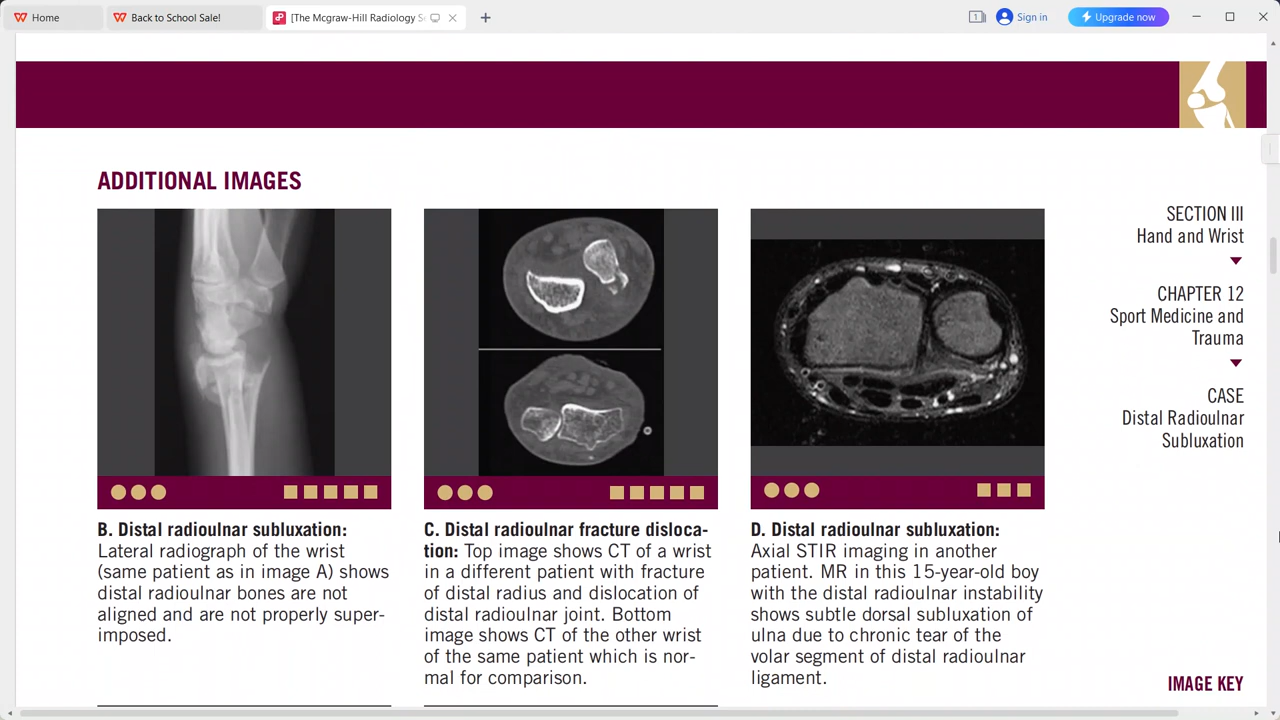 Home
Back to School Sale!
[The Mcgraw-Hill Radiology S
1
Sign in
Upgrade now
ADDITIONAL IMAGES
B. Distal radioulnar subluxation:
Lateral radiograph of the wrist
(same patient as in image A) shows
distal radioulnar bones are not
aligned and are not properly super-
imposed.
C. Distal radioulnar fracture disloca-
tion: Top image shows CT of a wrist
in a different patient with fracture
of distal radius and dislocation of
distal radioulnar joint. Bottom
image shows CT of the other wrist
of the same patient which is nor-
mal for comparison.
D. Distal radioulnar subluxation:
Axial STIR imaging in another
patient. MR in this 15-year-old boy
with the distal radioulnar instability
shows subtle dorsal subluxation of
ulna due to chronic tear of the
volar segment of distal radioulnar
ligament.
SECTION III
Hand and Wrist
CHAPTER 12
Sport Medicine and
Trauma
CASE
Distal Radioulnar
Subluxation
IMAGE KEY